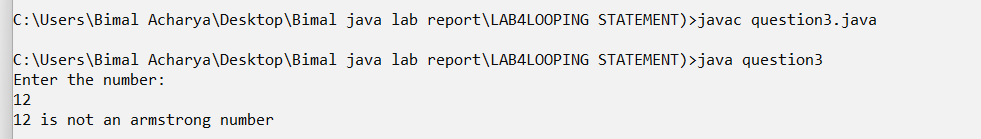 C:\Users\Bimal Acharya\Desktop\Bimal java lab report\LAB4LOOPING STATEMENT)>javac question3.java
C:\Users\Bimal Acharya\Desktop\Bimal java lab report\LAB4LOOPING STATEMENT)>java question3
Enter the number:
12
12 is not an armstrong number